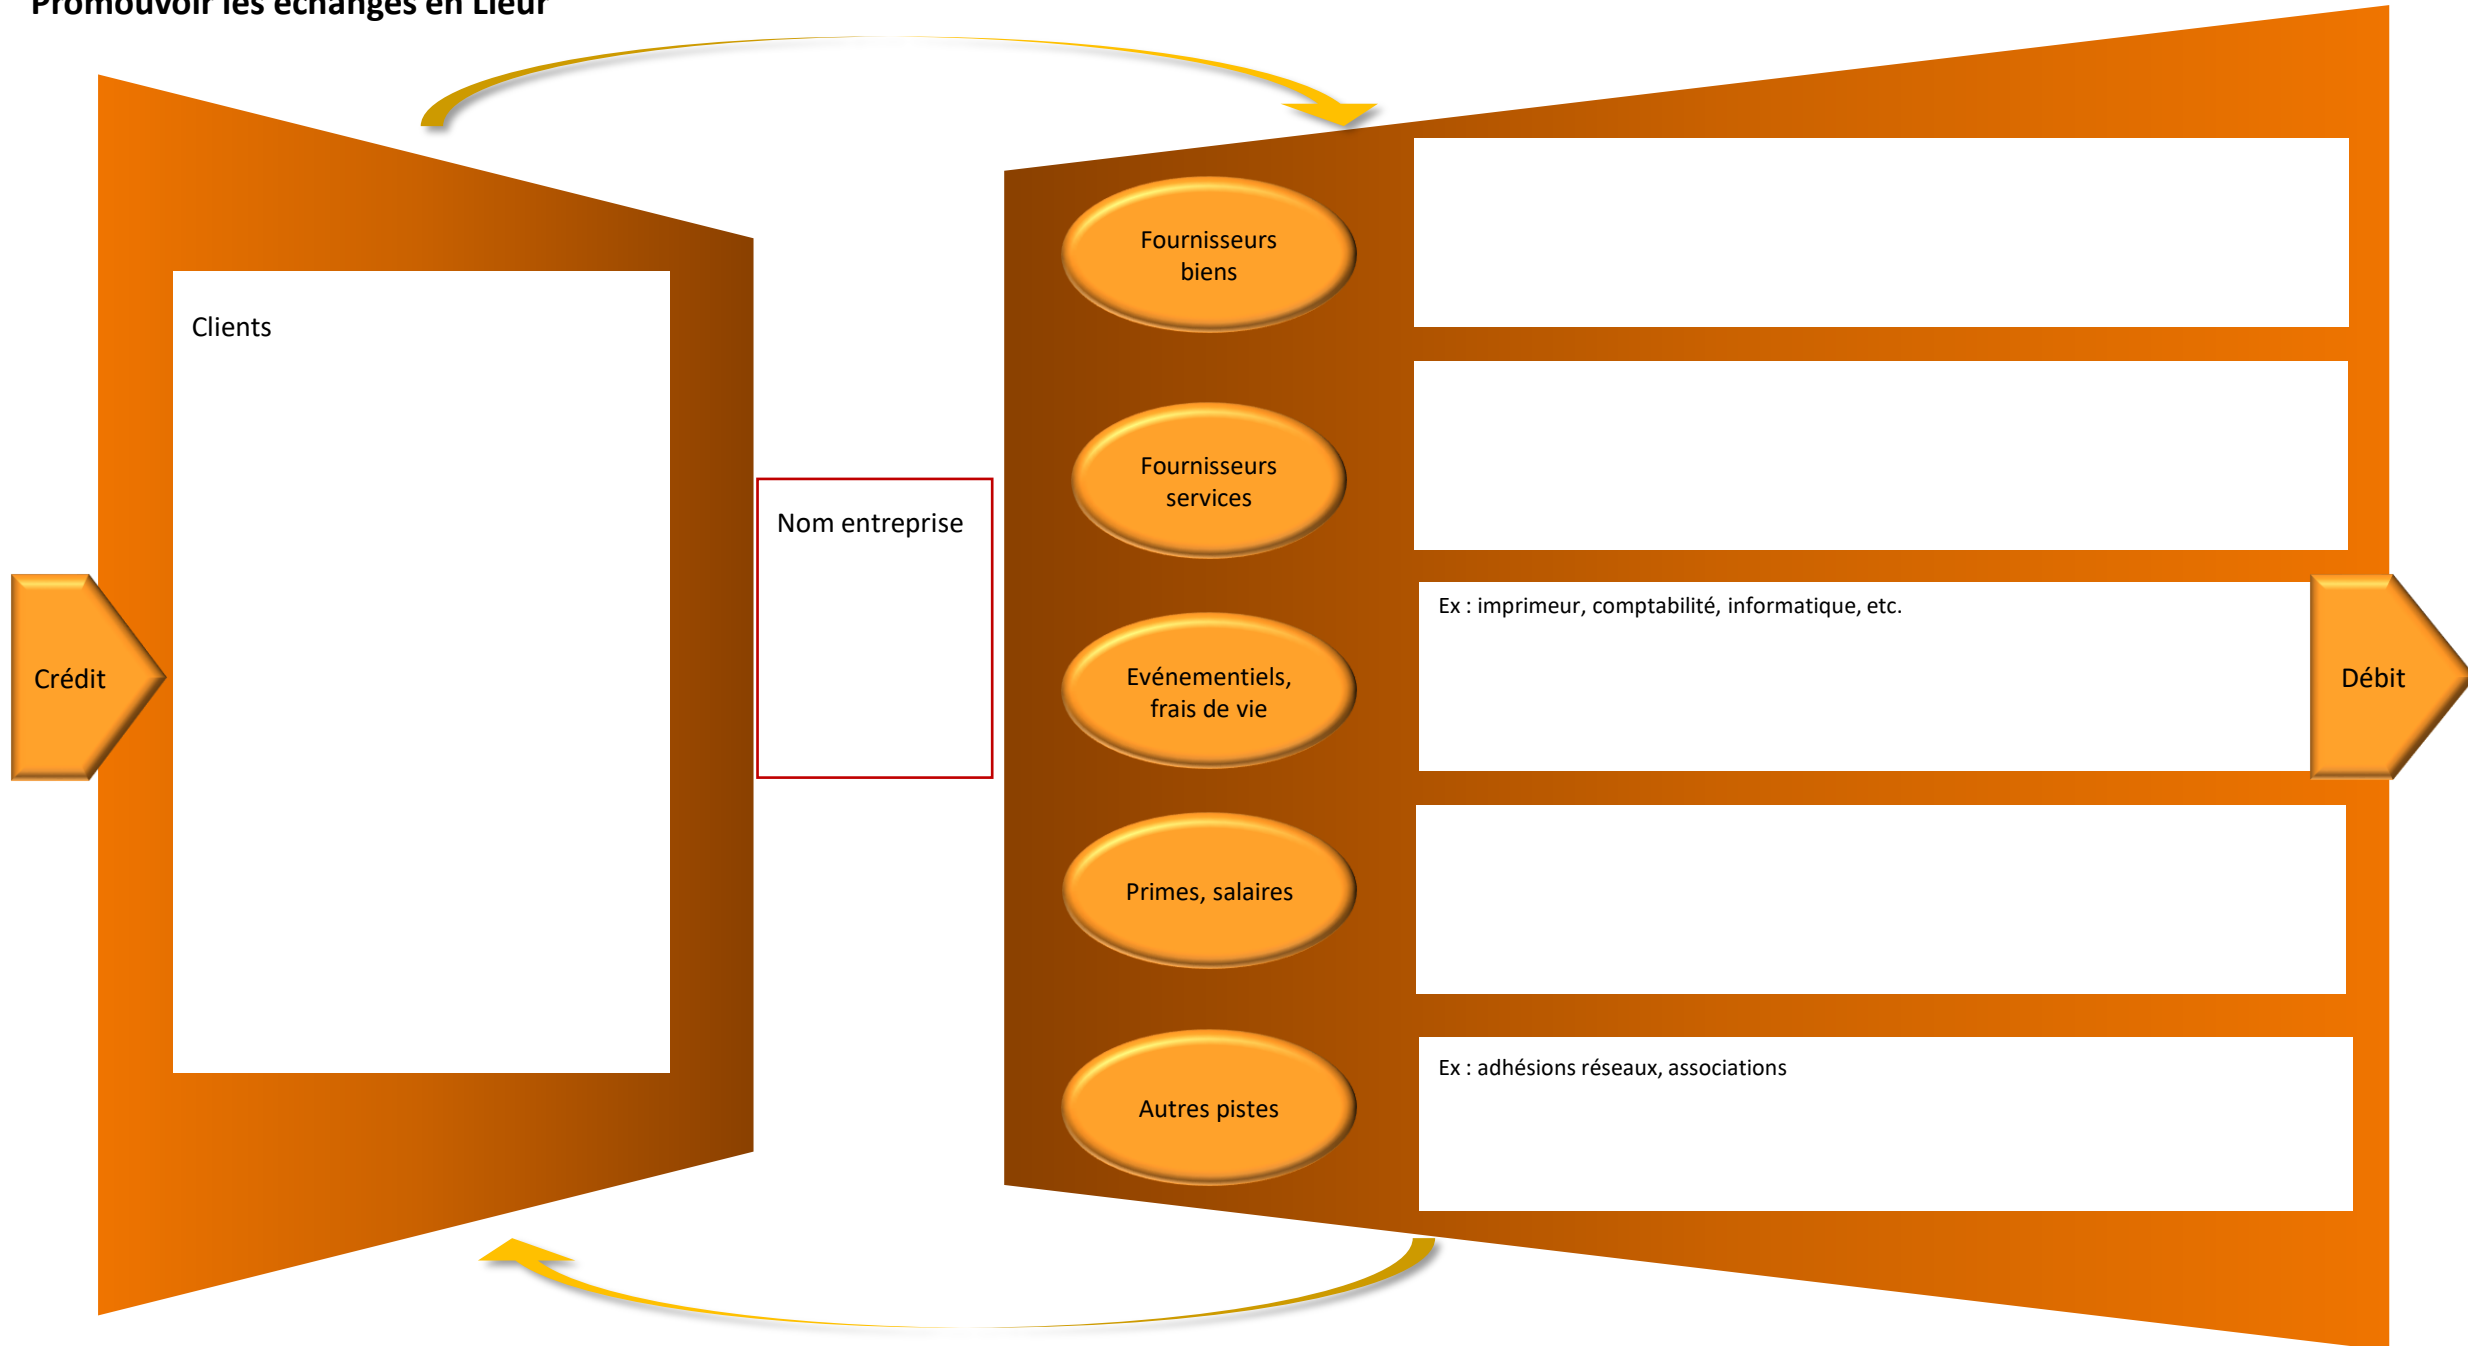 Promouvoir les échanges en Lieur
Fournisseurs
biens
Clients
Fournisseurs
services
Nom entreprise
Ex : imprimeur, comptabilité, informatique, etc.
Crédit
Evénementiels,
frais de vie
Débit
Primes, salaires
Ex : adhésions réseaux, associations
Autres pistes